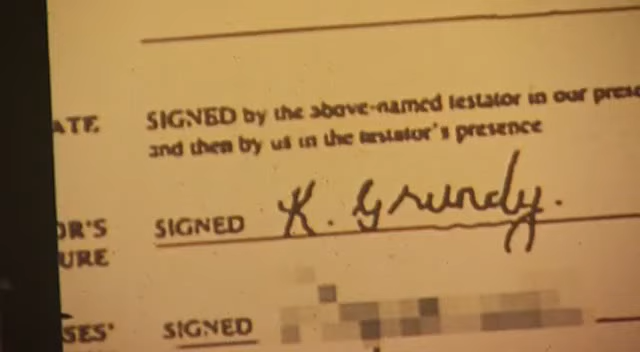 ATE SIGNED by the above-named testator in our prese
and then by us in the testator's presence
OR'S SIGNED K. Grundy.
URE
SES' SIGNED